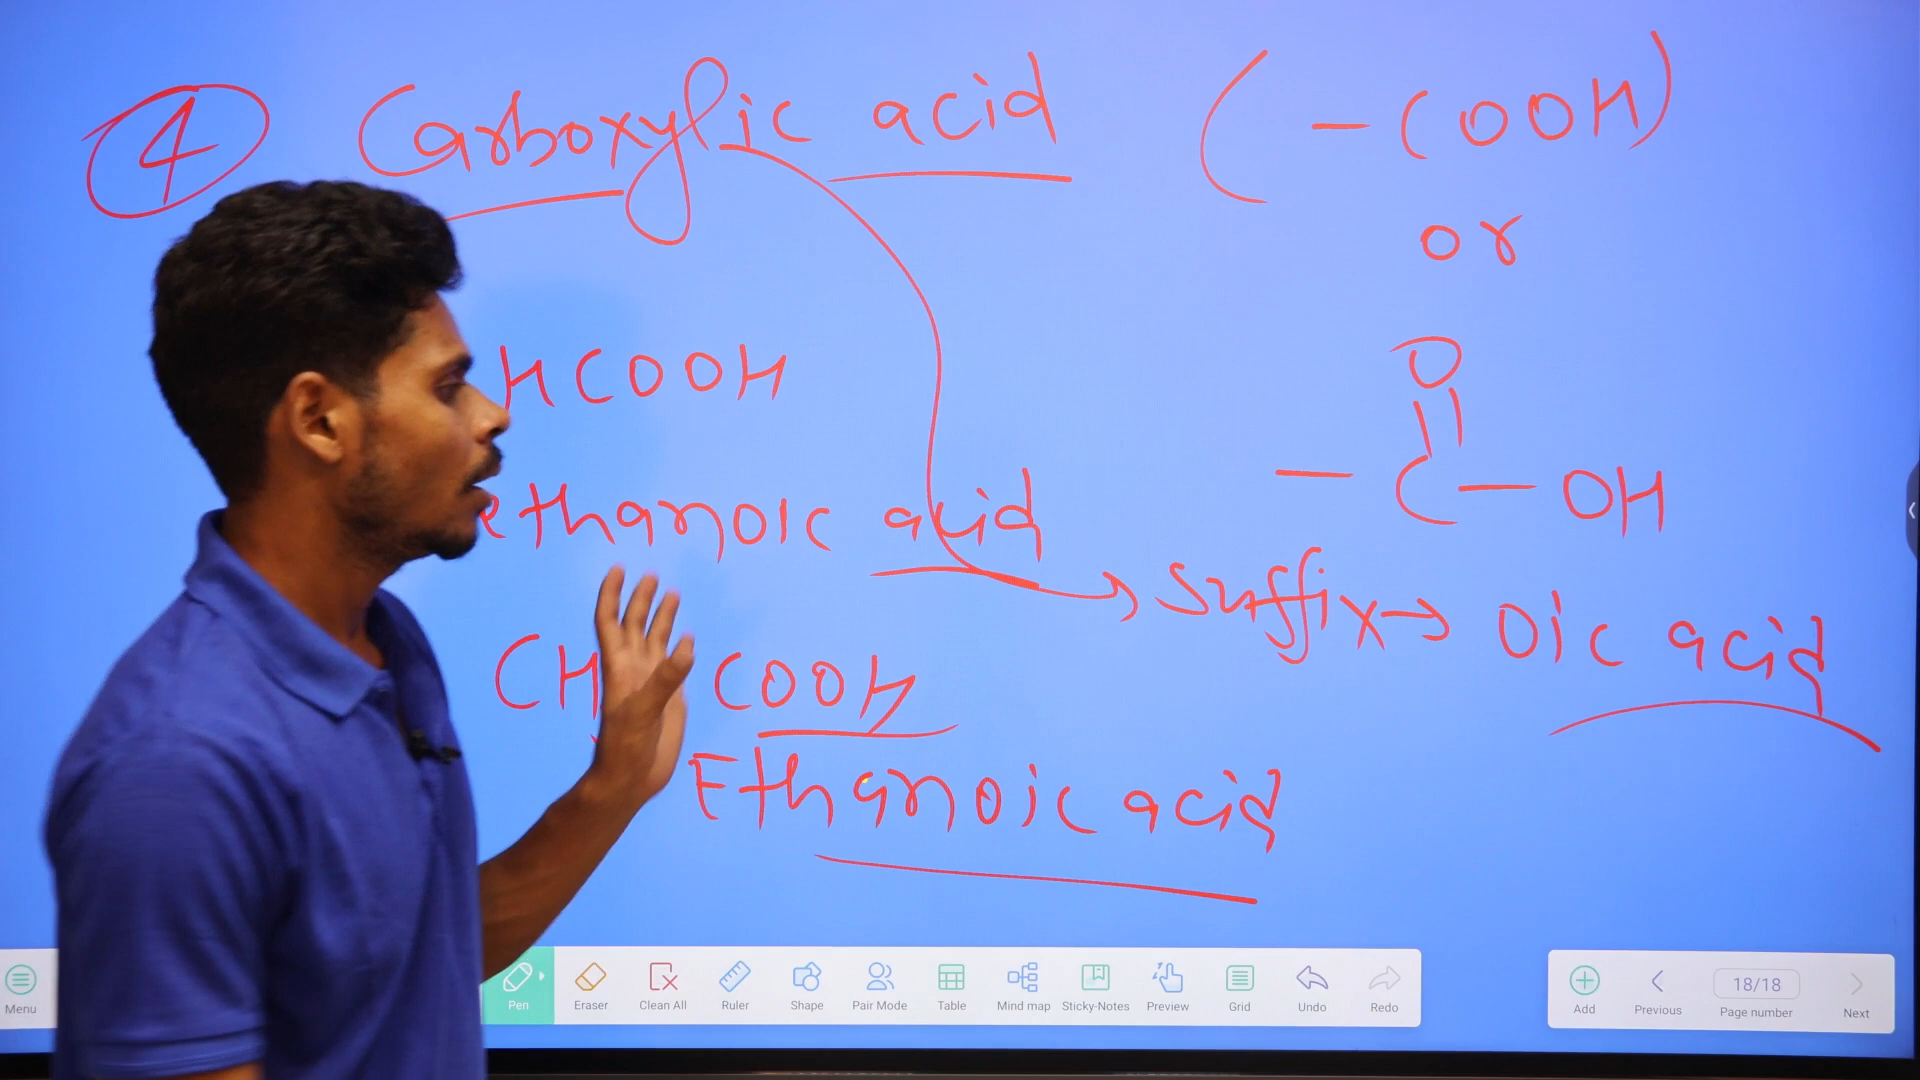 4 Carboxylic acid (-COOH)
or
O
HCOOH
- C - OH
ethanoic acid
Suffix → Oic acid
CH COOH
Ethanoic acid
Menu
Pen Eraser Clean All Ruler Shape Pair Mode Table Mind map Sticky-Notes Preview Grid Undo Redo
Add Previous 18/18 Page number Next